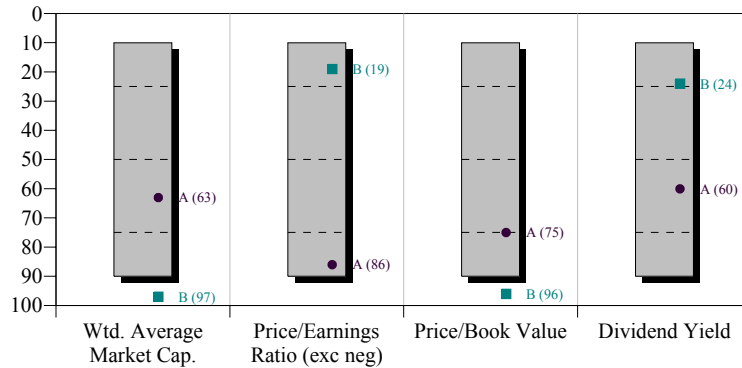 0
10
20
30
40
50
60
70
80
90
100
A (63)
B (97)
B (19)
A (86)
A (75)
B (96)
B (24)
A (60)
Wtd. Average
Market Cap.
Price/Earnings
Ratio (exc neg)
Price/Book Value
Dividend Yield